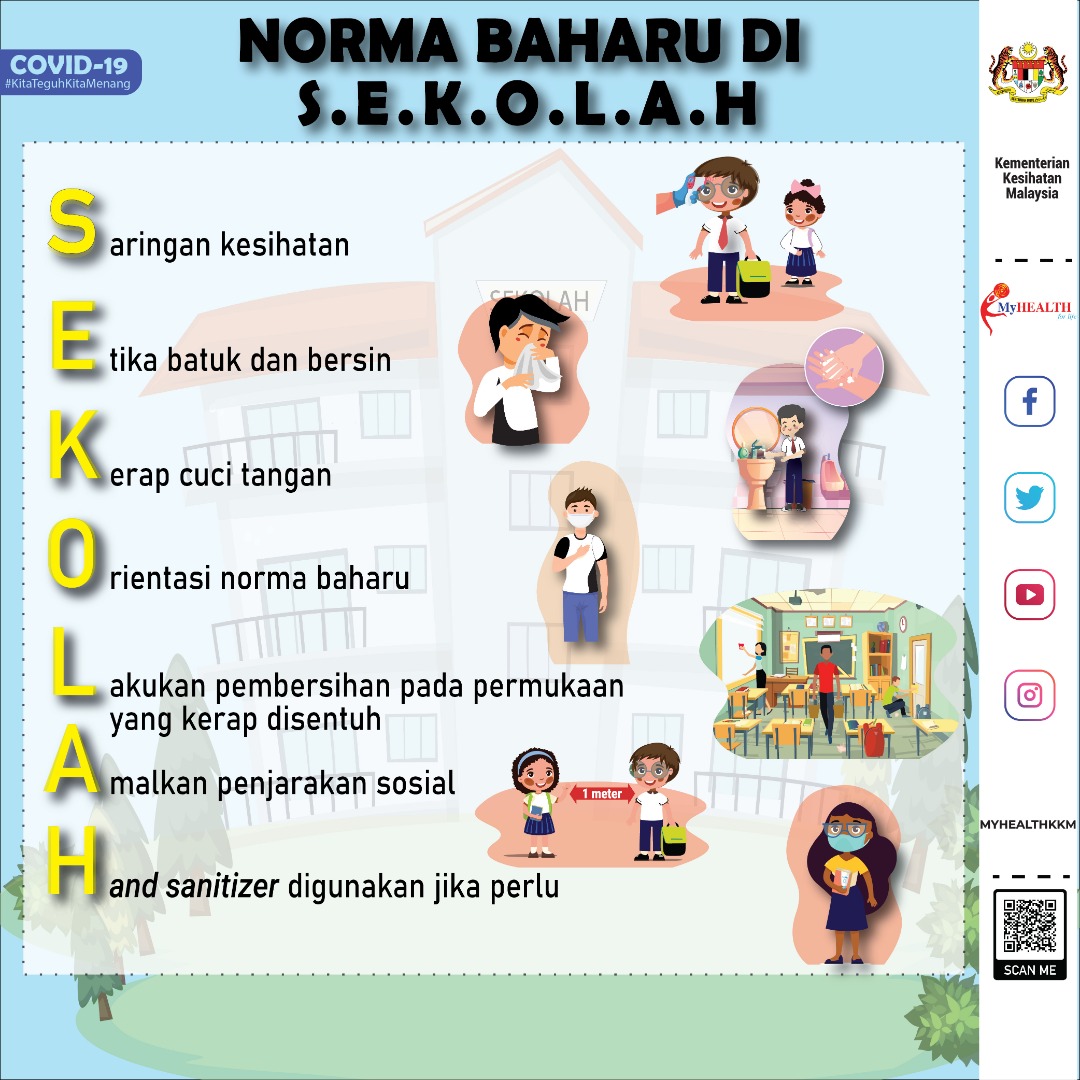 COVID-19
#KitaTeguhKitaMenang
NORMA BAHARU DI
S.E.K.O.L.A.H
Saringan kesihatan
SEKOLAH
Etika batuk dan bersin
Kerap cuci tangan
Orientasi norma baharu
Lakukan pembersihan pada permukaan
yang kerap disentuh
Amalkan penjarakan sosial
1 meter
Hand sanitizer digunakan jika perlu
Kementerian
Kesihatan
Malaysia
MyHEALTH
for life
MYHEALTHKKM
SCAN ME